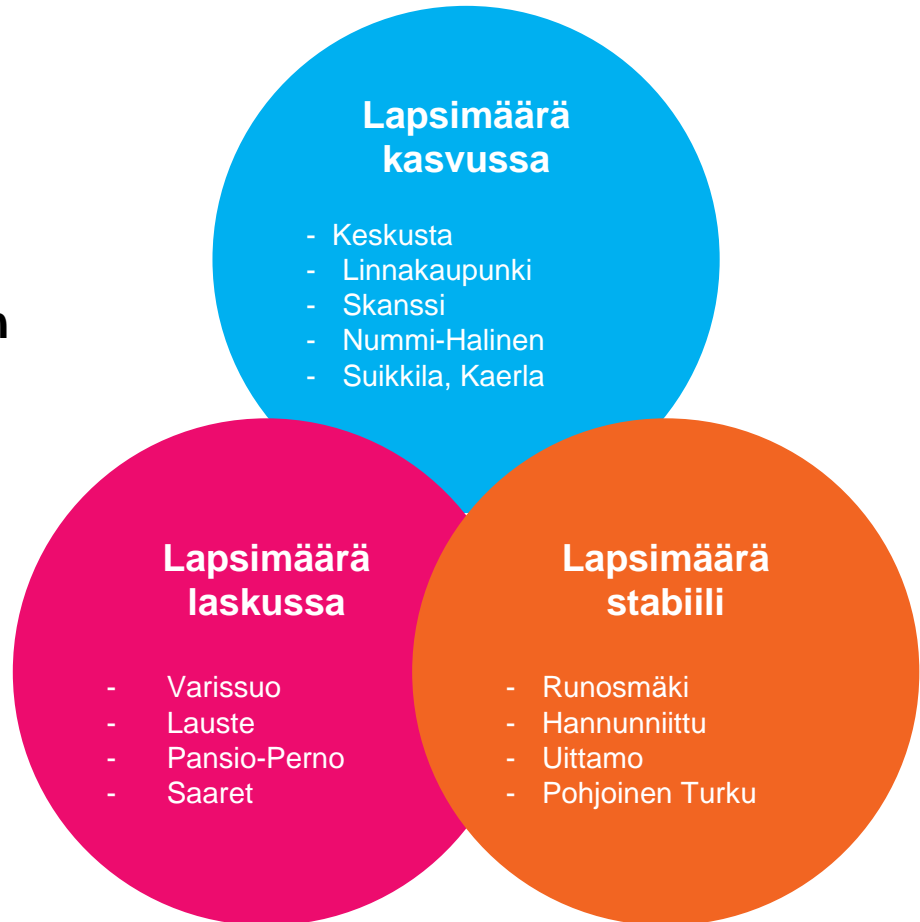 Lapsimäärä
kasvussa
- Keskusta
- Linnakaupunki
- Skanssi
- Nummi-Halinen
- Suikkila, Kaerla
Lapsimäärä
laskussa
- Varissuo
- Lauste
- Pansio-Perno
- Saaret
Lapsimäärä
stabiili
- Runosmäki
- Hannunniittu
- Uittamo
- Pohjoinen Turku